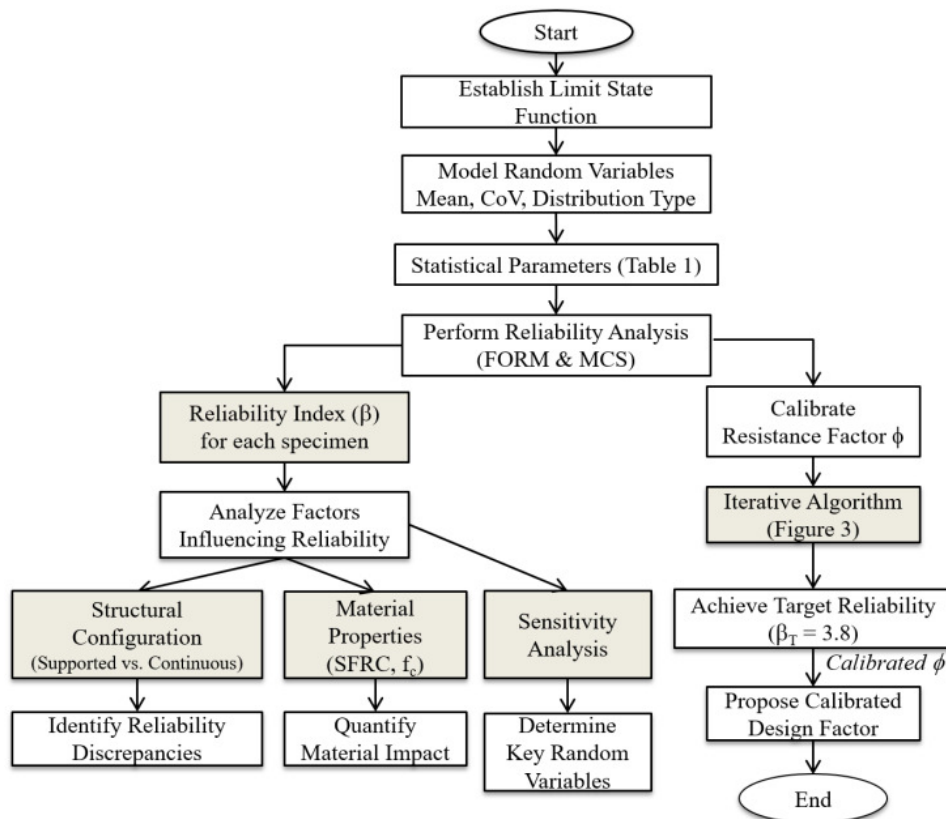 Start
Establish Limit State
Function
Model Random Variables
Mean, CoV, Distribution Type
Statistical Parameters (Table 1)
Perform Reliability Analysis
(FORM & MCS)
Reliability Index (β)
for each specimen
Analyze Factors
Influencing Reliability
Structural
Configuration
(Supported vs. Continuous)
Identify Reliability
Discrepancies
Material
Properties
(SFRC, fc)
Quantify
Material Impact
Sensitivity
Analysis
Determine
Key Random
Variables
Calibrate
Resistance Factor ϕ
Iterative Algorithm
(Figure 3)
Achieve Target Reliability
(βT = 3.8)
Calibrated ϕ
Propose Calibrated
Design Factor
End